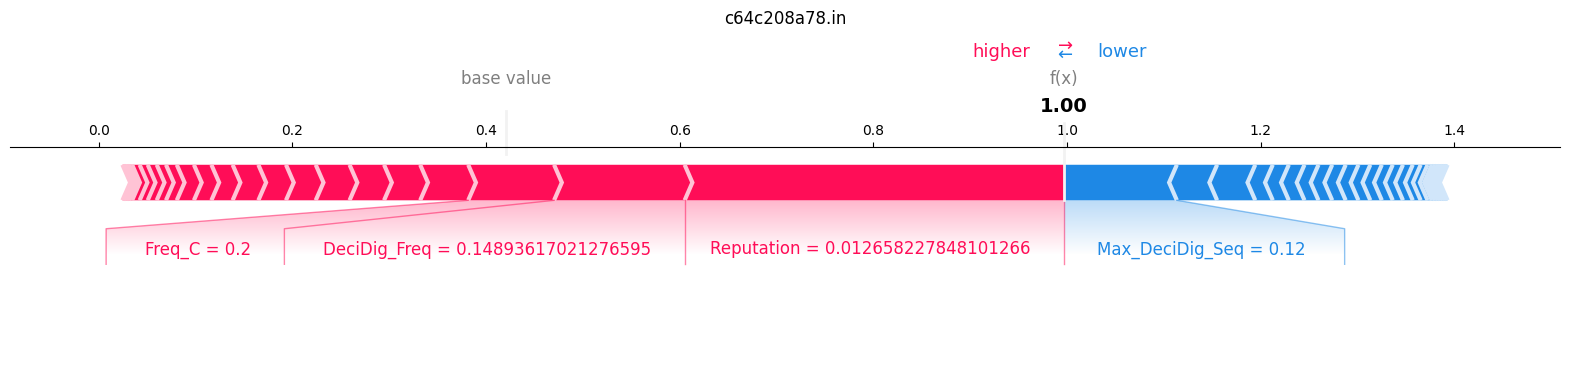 c64c208a78.in
higher ⇄ lower
base value f(x)
1.00
0.0 0.2 0.4 0.6 0.8 1.0 1.2 1.4
Freq_C = 0.2 DeciDig_Freq = 0.14893617021276595 Reputation = 0.012658227848101266 Max_DeciDig_Seq = 0.12